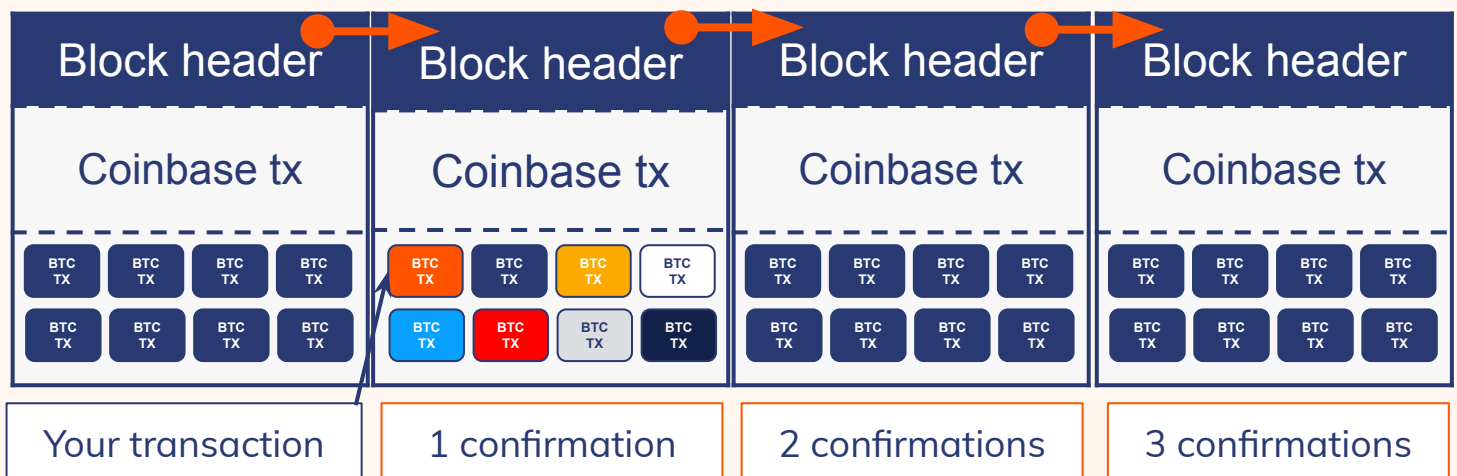 Block header
Block header
Block header
Block header
Coinbase tx
Coinbase tx
Coinbase tx
Coinbase tx
BTC
TX
BTC
TX
BTC
TX
BTC
TX
BTC
TX
BTC
TX
BTC
TX
BTC
TX
BTC
TX
BTC
TX
BTC
TX
BTC
TX
BTC
TX
BTC
TX
BTC
TX
BTC
TX
BTC
TX
BTC
TX
BTC
TX
BTC
TX
BTC
TX
BTC
TX
BTC
TX
BTC
TX
BTC
TX
BTC
TX
BTC
TX
BTC
TX
BTC
TX
BTC
TX
BTC
TX
BTC
TX
Your transaction
1 confirmation
2 confirmations
3 confirmations